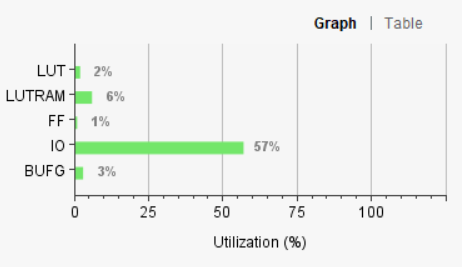 Graph | Table
LUT 2%
LUTRAM 6%
FF 1%
IO 57%
BUFG 3%
0 25 50 75 100
Utilization (%)